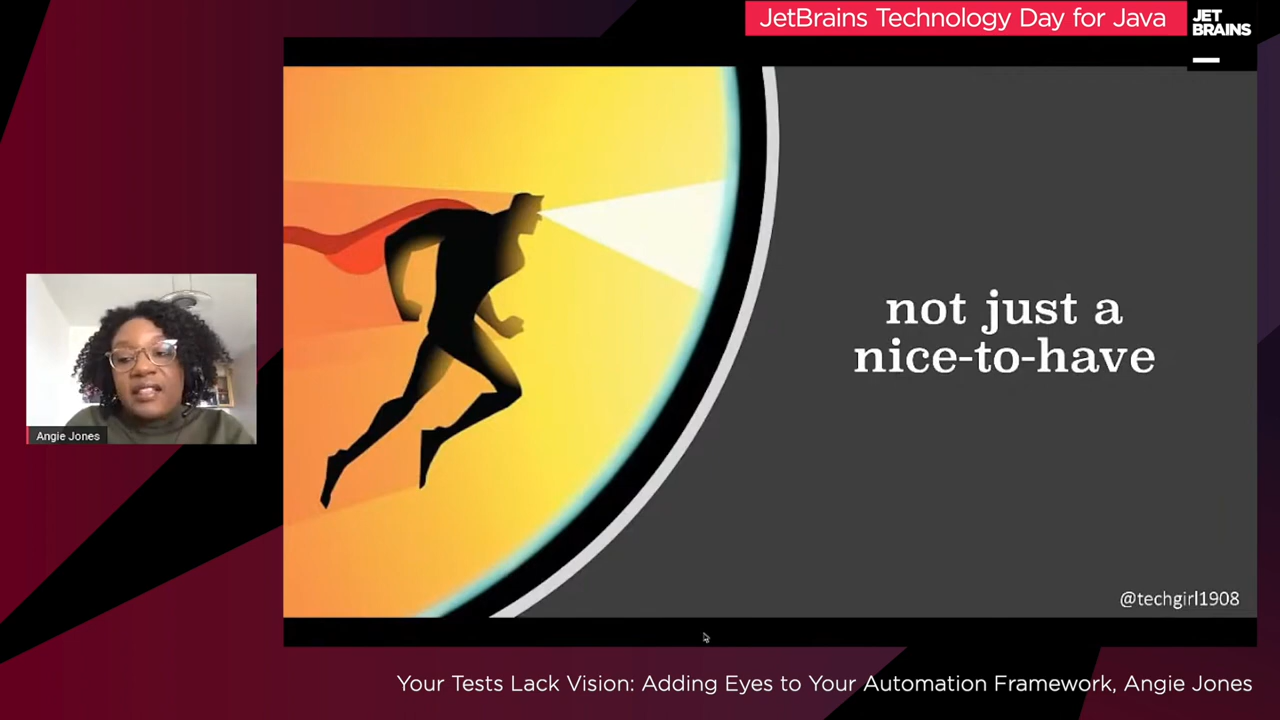 JetBrains Technology Day for Java
JET
BRAINS
not just a
nice-to-have
Angie Jones
@techgirl1908
Your Tests Lack Vision: Adding Eyes to Your Automation Framework, Angie Jones